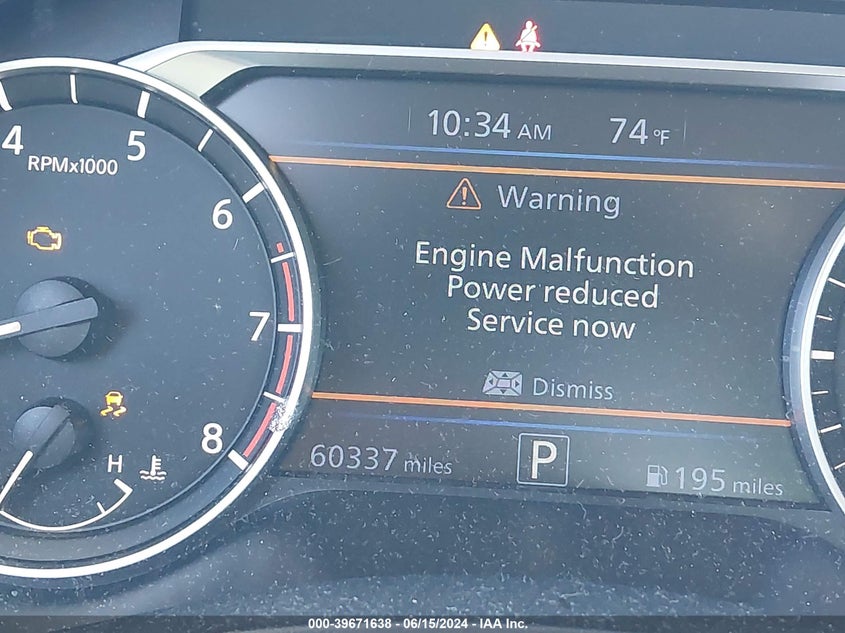 10:34 AM 74°F
4 5
RPMx1000
Warning
6
Engine Malfunction
Power reduced
Service now
7
Dismiss
8
60337 miles P 195 miles
H
000-39671638 - 06/15/2024 - IAA Inc.